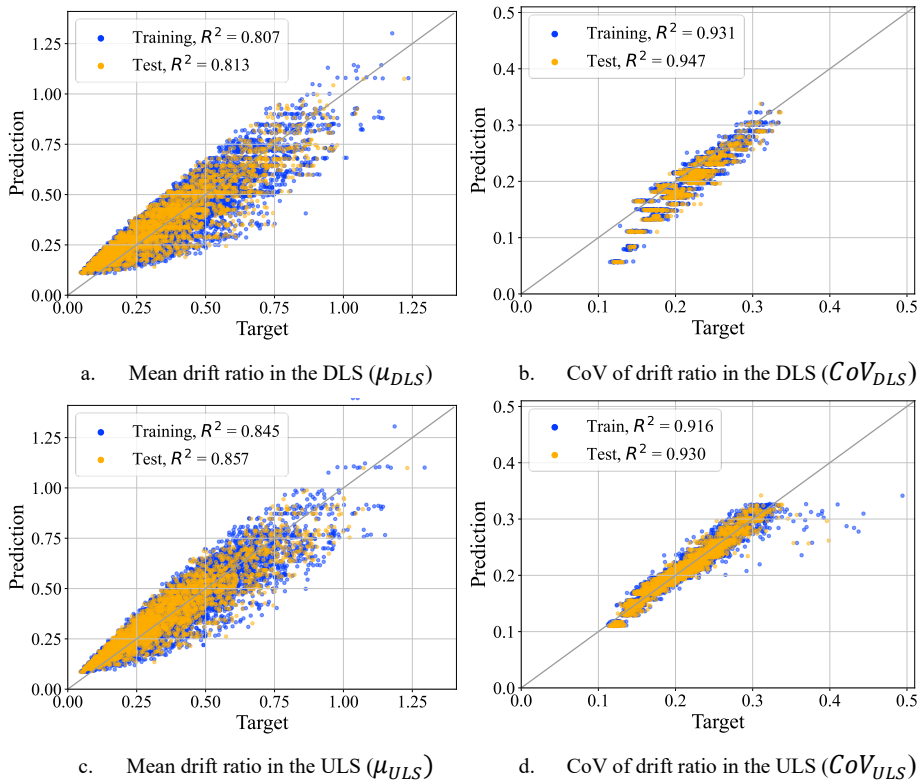 1.25
1.00
0.75
0.50
0.25
0.00
Prediction
Training, R² = 0.807
Test, R² = 0.813
0.00 0.25 0.50 0.75 1.00 1.25
Target
a. Mean drift ratio in the DLS (μ_DLS)
0.5
0.4
0.3
0.2
0.1
0.0
Prediction
Training, R² = 0.931
Test, R² = 0.947
0.0 0.1 0.2 0.3 0.4 0.5
Target
b. CoV of drift ratio in the DLS (CoV_DLS)
1.25
1.00
0.75
0.50
0.25
0.00
Prediction
Training, R² = 0.845
Test, R² = 0.857
0.00 0.25 0.50 0.75 1.00 1.25
Target
c. Mean drift ratio in the ULS (μ_ULS)
0.5
0.4
0.3
0.2
0.1
0.0
Prediction
Train, R² = 0.916
Test, R² = 0.930
0.0 0.1 0.2 0.3 0.4 0.5
Target
d. CoV of drift ratio in the ULS (CoV_ULS)